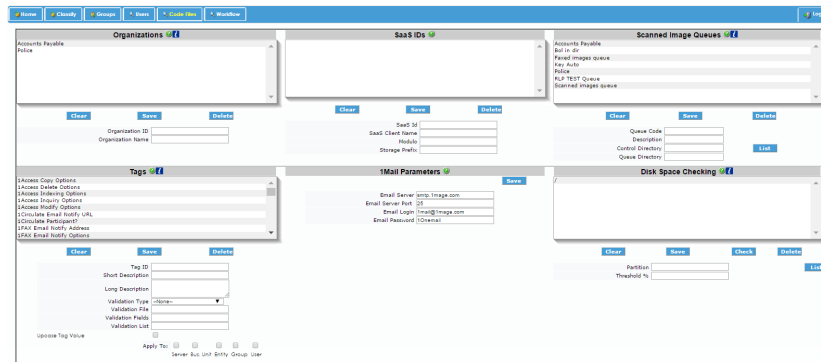 Home
Classify
Groups
Users
Code Files
Workflow
Log
Organizations
Accounts Payable
Police
Clear Save Delete
Organization ID
Organization Name
SaaS IDs
Clear Save Delete
SaaS Id
SaaS Client Name
Modulo
Storage Prefix
Scanned Image Queues
Accounts Payable
Bol in dir
Faxed images queue
Key Auto
Police
RLP TEST Queue
Scanned images queue
Clear Save Delete
Queue Code
Description
Control Directory List
Queue Directory
Tags
1Access Copy Options
1Access Delete Options
1Access Indexing Options
1Access Inquiry Options
1Access Modify Options
1Circulate Email Notify URL
1Circulate Participant?
1FAX Email Notify Address
1FAX Email Notify Options
Clear Save Delete
Tag ID
Short Description
Long Description
Validation Type --None--
Validation File
Validation Fields
Validation List
Upcase Tag Value
Apply To:
Server Bus. Unit Entity Group User
1Mail Parameters
Save
Email Server smtp.1mage.com
Email Server Port 25
Email Login 1mail@1mage.com
Email Password 1Onemail
Disk Space Checking
/
Clear Save Check Delete
Partition List
Threshold %